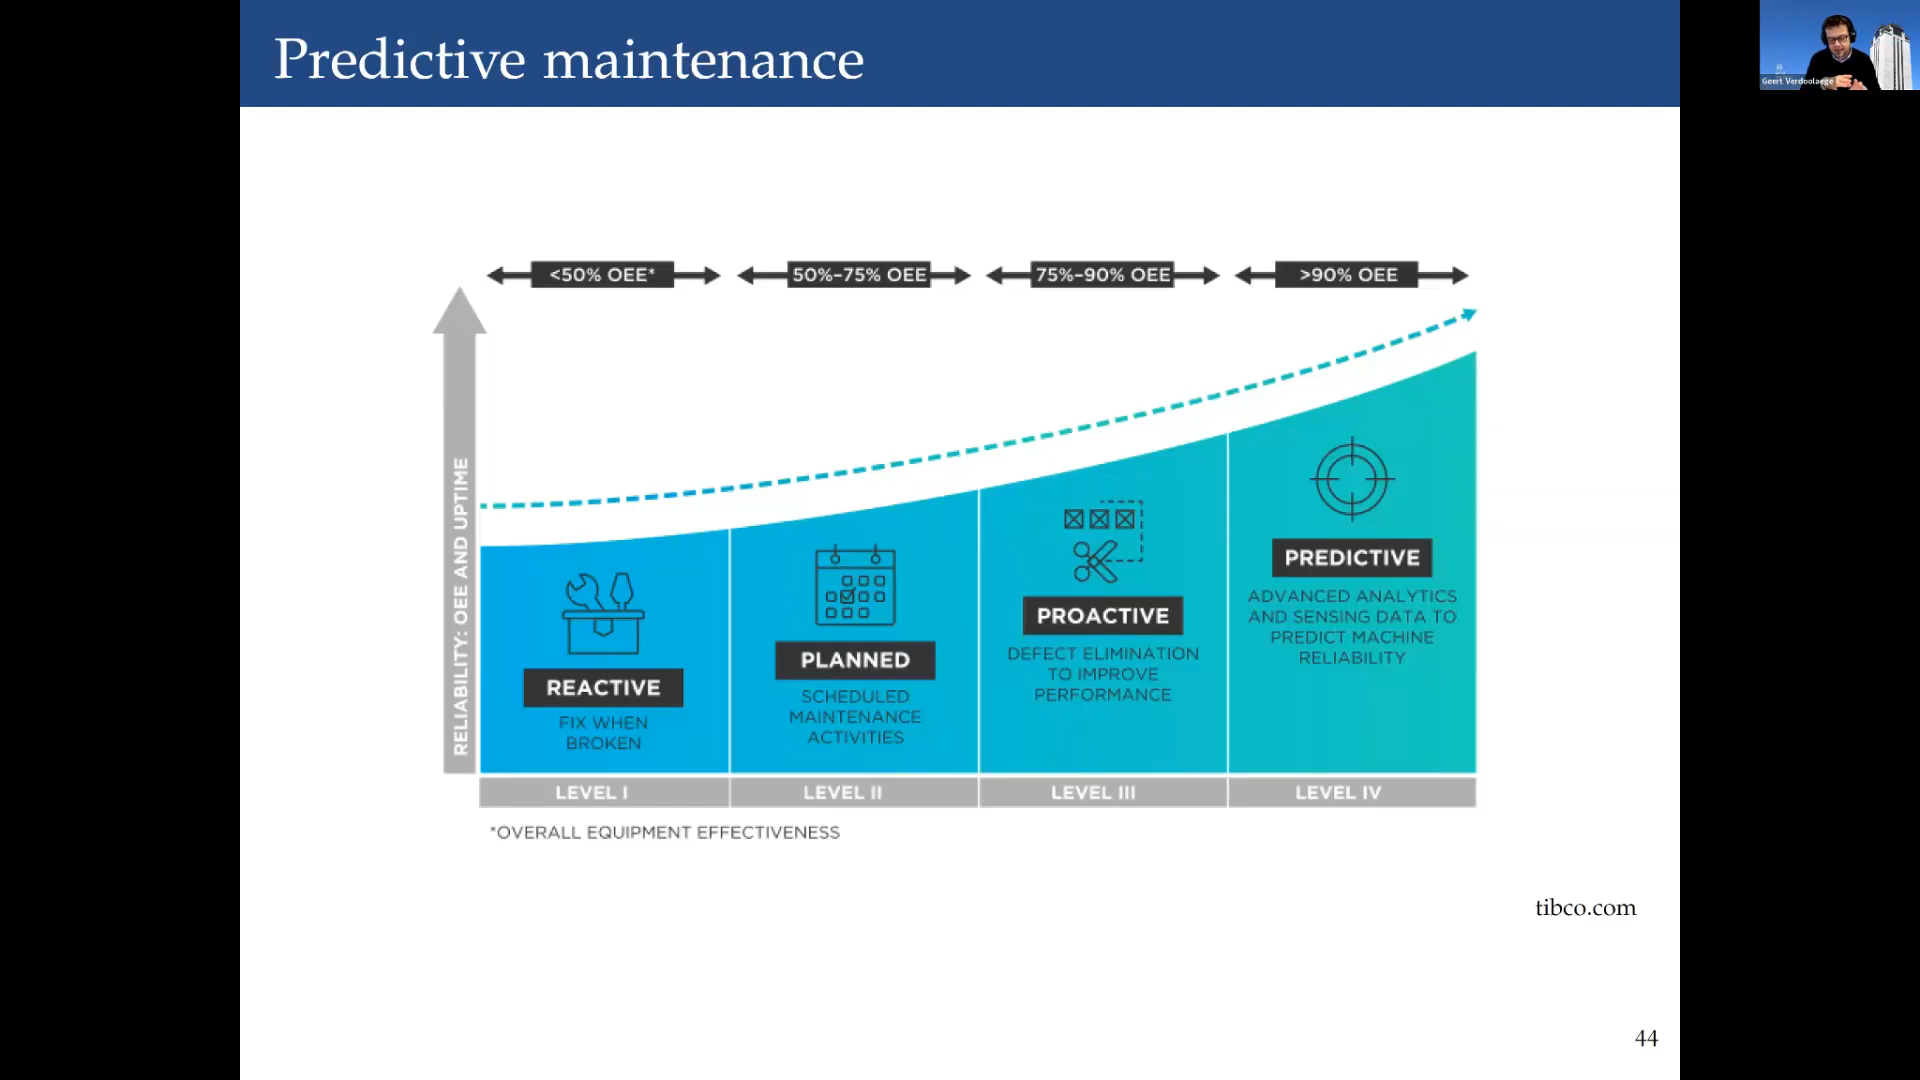 Predictive maintenance
Geert Verdoolaege
<50% OEE*
50%–75% OEE
75%–90% OEE
>90% OEE
RELIABILITY: OEE AND UPTIME
REACTIVE
FIX WHEN
BROKEN
PLANNED
SCHEDULED
MAINTENANCE
ACTIVITIES
PROACTIVE
DEFECT ELIMINATION
TO IMPROVE
PERFORMANCE
PREDICTIVE
ADVANCED ANALYTICS
AND SENSING DATA TO
PREDICT MACHINE
RELIABILITY
LEVEL I
LEVEL II
LEVEL III
LEVEL IV
*OVERALL EQUIPMENT EFFECTIVENESS
tibco.com
44